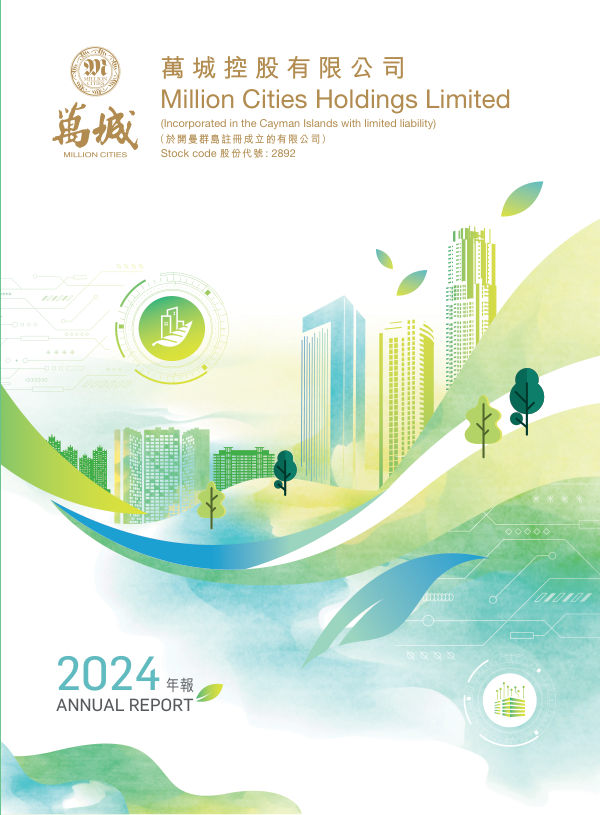 MILLION
CITIES
萬城
MILLION CITIES
萬城控股有限公司
Million Cities Holdings Limited
(Incorporated in the Cayman Islands with limited liability)
(於開曼群島註冊成立的有限公司)
Stock code 股份代號 : 2892
2024 年報
ANNUAL REPORT